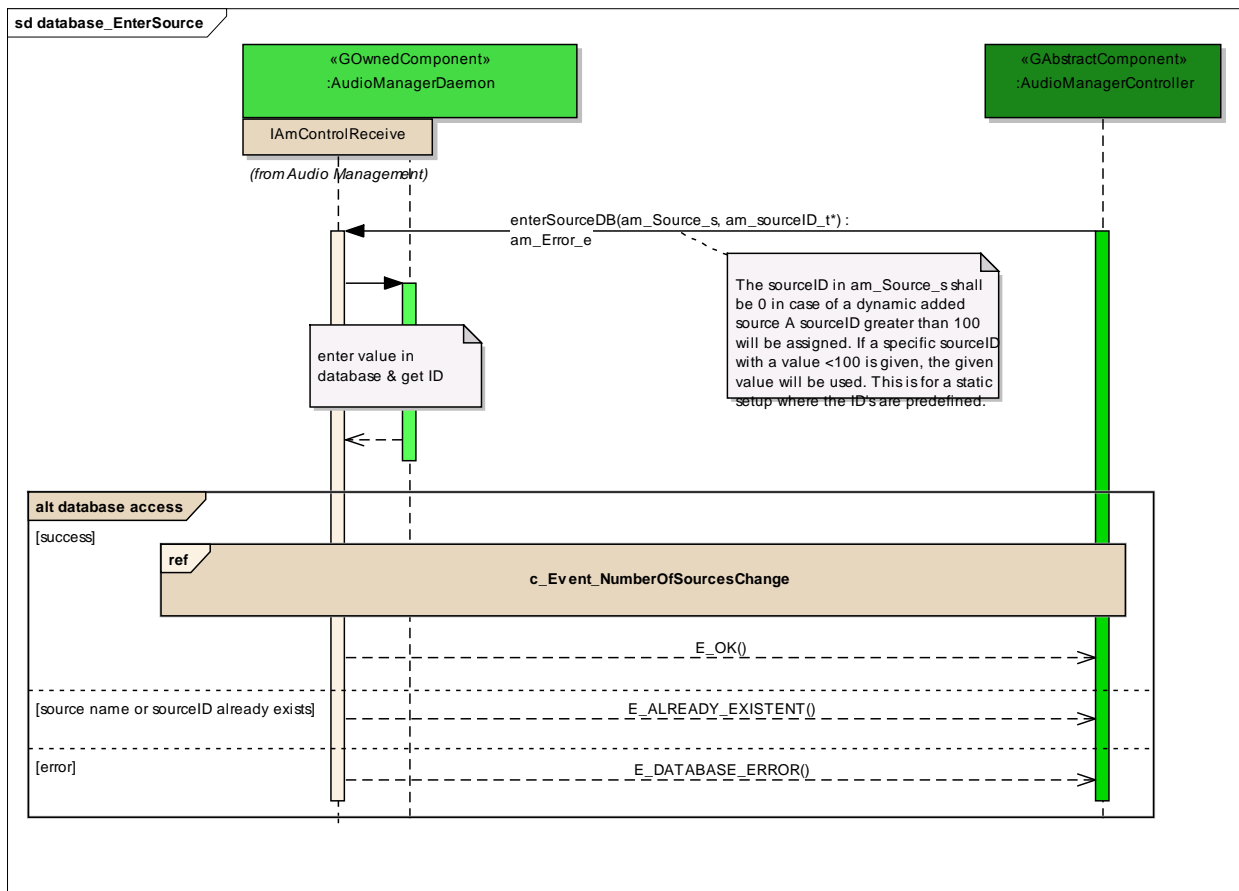 sd database_EnterSource
«GOwnedComponent»
:AudioManagerDaemon
«GAbstractComponent»
:AudioManagerController
IAmControlReceive
(from Audio Management)
enterSourceDB(am_Source_s, am_sourceID_t*) :
am_Error_e
The sourceID in am_Source_s shall
be 0 in case of a dynamic added
source A sourceID greater than 100
will be assigned. If a specific sourceID
with a value <100 is given, the given
value will be used. This is for a static
setup where the ID's are predefined.
enter value in
database & get ID
alt database access
[success]
ref
c_Event_NumberOfSourcesChange
E_OK()
[source name or sourceID already exists]
E_ALREADY_EXISTENT()
[error]
E_DATABASE_ERROR()